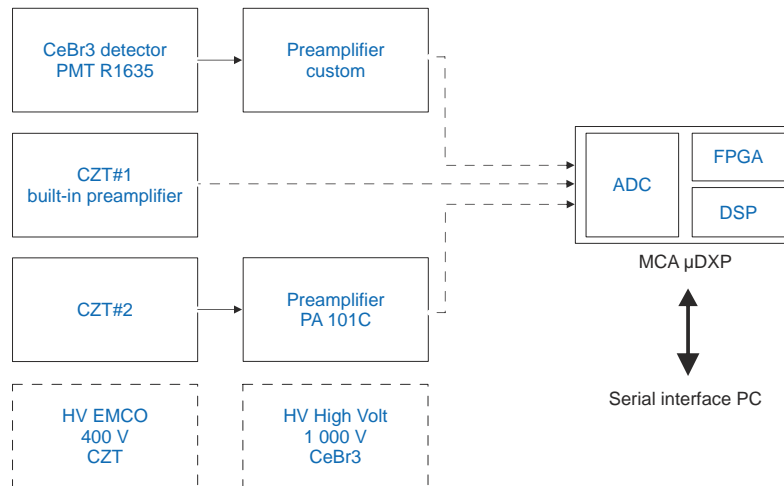 CeBr3 detector
PMT R1635
Preamplifier
custom
CZT#1
built-in preamplifier
ADC
FPGA
DSP
MCA µDXP
CZT#2
Preamplifier
PA 101C
Serial interface PC
HV EMCO
400 V
CZT
HV High Volt
1 000 V
CeBr3